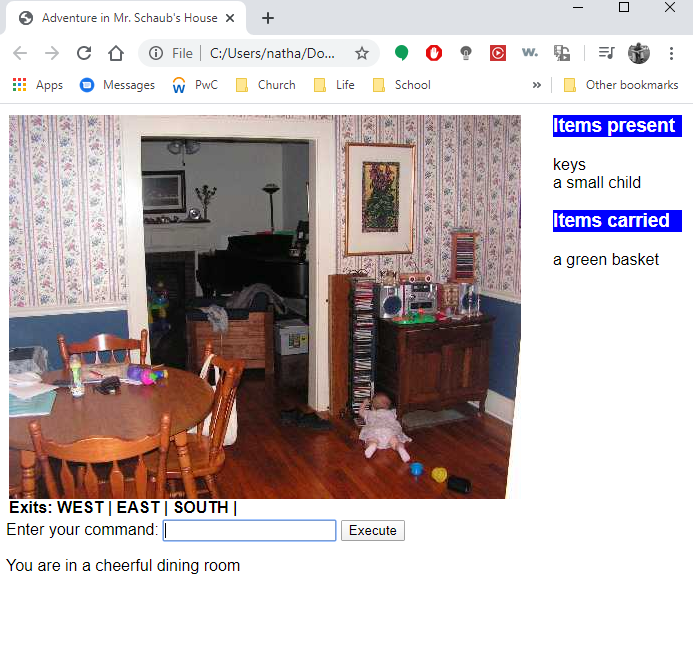 Adventure in Mr. Schaub's House
File | C:/Users/natha/Do...
w.
Apps Messages PwC Church Life School » Other bookmarks
Items present
keys
a small child
Items carried
a green basket
Exits: WEST | EAST | SOUTH |
Enter your command: Execute
You are in a cheerful dining room